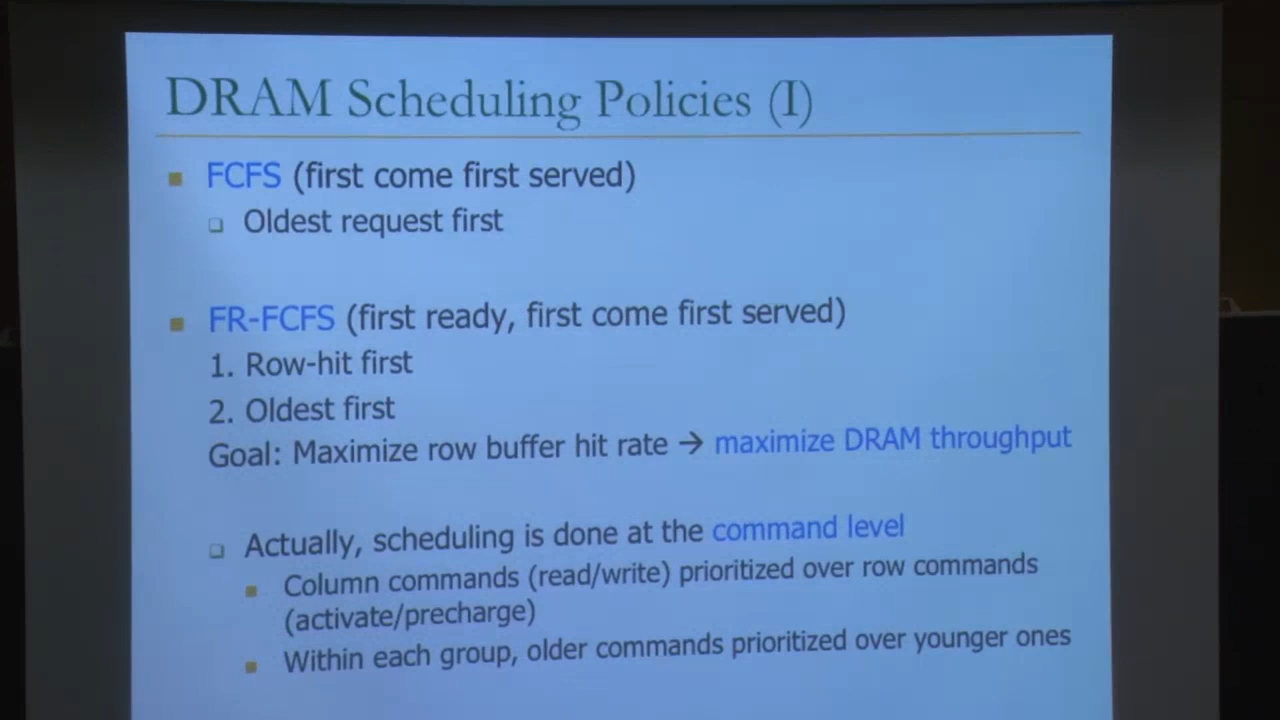 DRAM Scheduling Policies (I)
FCFS (first come first served)
Oldest request first
FR-FCFS (first ready, first come first served)
1. Row-hit first
2. Oldest first
Goal: Maximize row buffer hit rate → maximize DRAM throughput
Actually, scheduling is done at the command level
Column commands (read/write) prioritized over row commands
(activate/precharge)
Within each group, older commands prioritized over younger ones